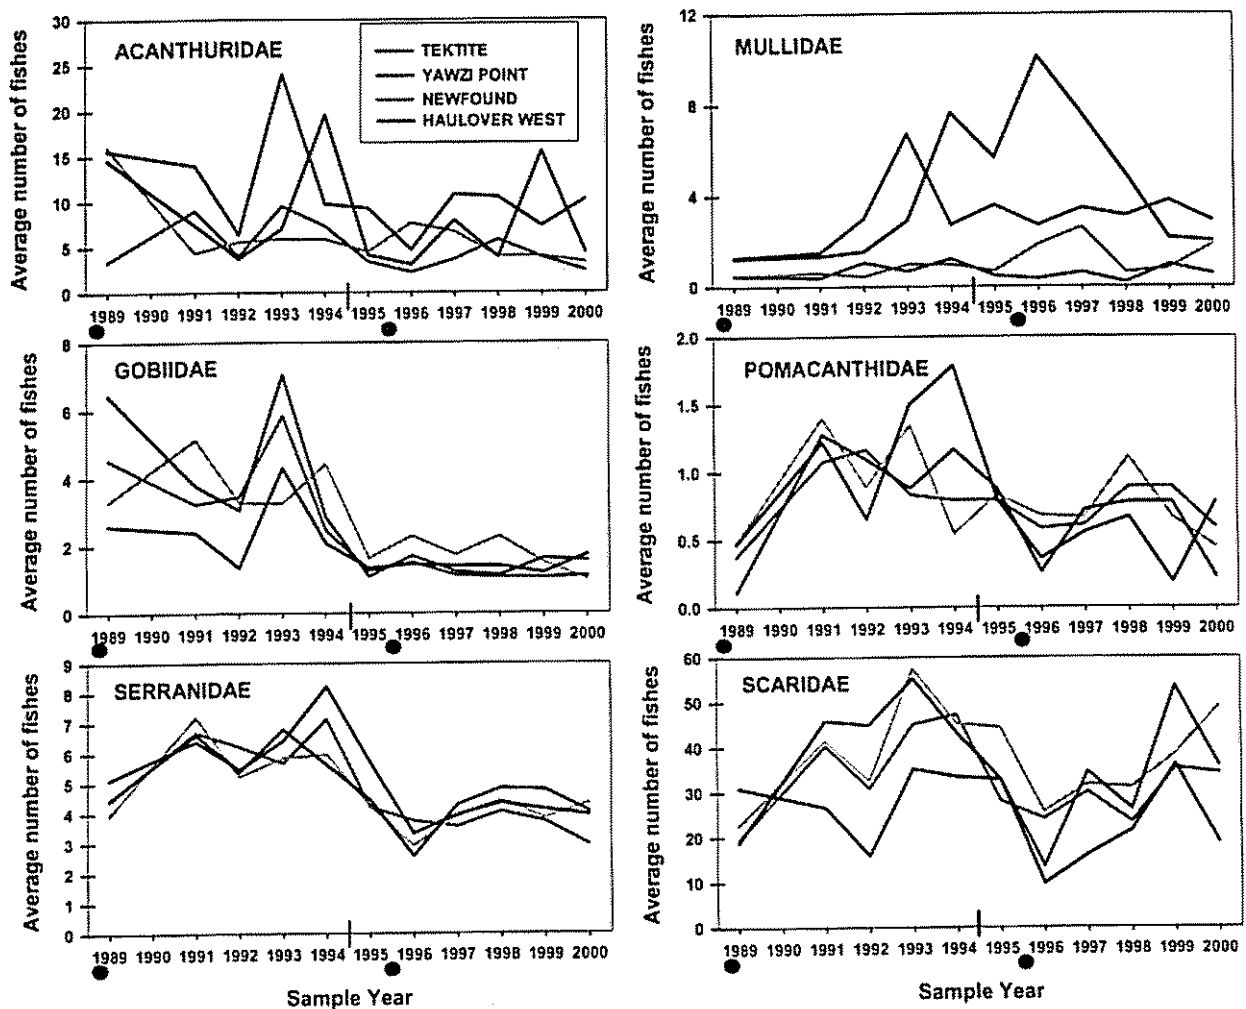 ACANTHURIDAE
TEKTITE
YAWZI POINT
NEWFOUND
HAULOVER WEST
Average number of fishes
30
25
20
15
10
5
0
1989 1990 1991 1992 1993 1994 1995 1996 1997 1998 1999 2000
MULLIDAE
Average number of fishes
12
8
4
0
1989 1990 1991 1992 1993 1994 1995 1996 1997 1998 1999 2000
GOBIIDAE
Average number of fishes
8
6
4
2
0
1989 1990 1991 1992 1993 1994 1995 1996 1997 1998 1999 2000
POMACANTHIDAE
Average number of fishes
2.0
1.5
1.0
0.5
0.0
1989 1990 1991 1992 1993 1994 1995 1996 1997 1998 1999 2000
SERRANIDAE
Average number of fishes
9
8
7
6
5
4
3
2
1
0
1989 1990 1991 1992 1993 1994 1995 1996 1997 1998 1999 2000
Sample Year
SCARIDAE
Average number of fishes
60
50
40
30
20
10
0
1989 1990 1991 1992 1993 1994 1995 1996 1997 1998 1999 2000
Sample Year